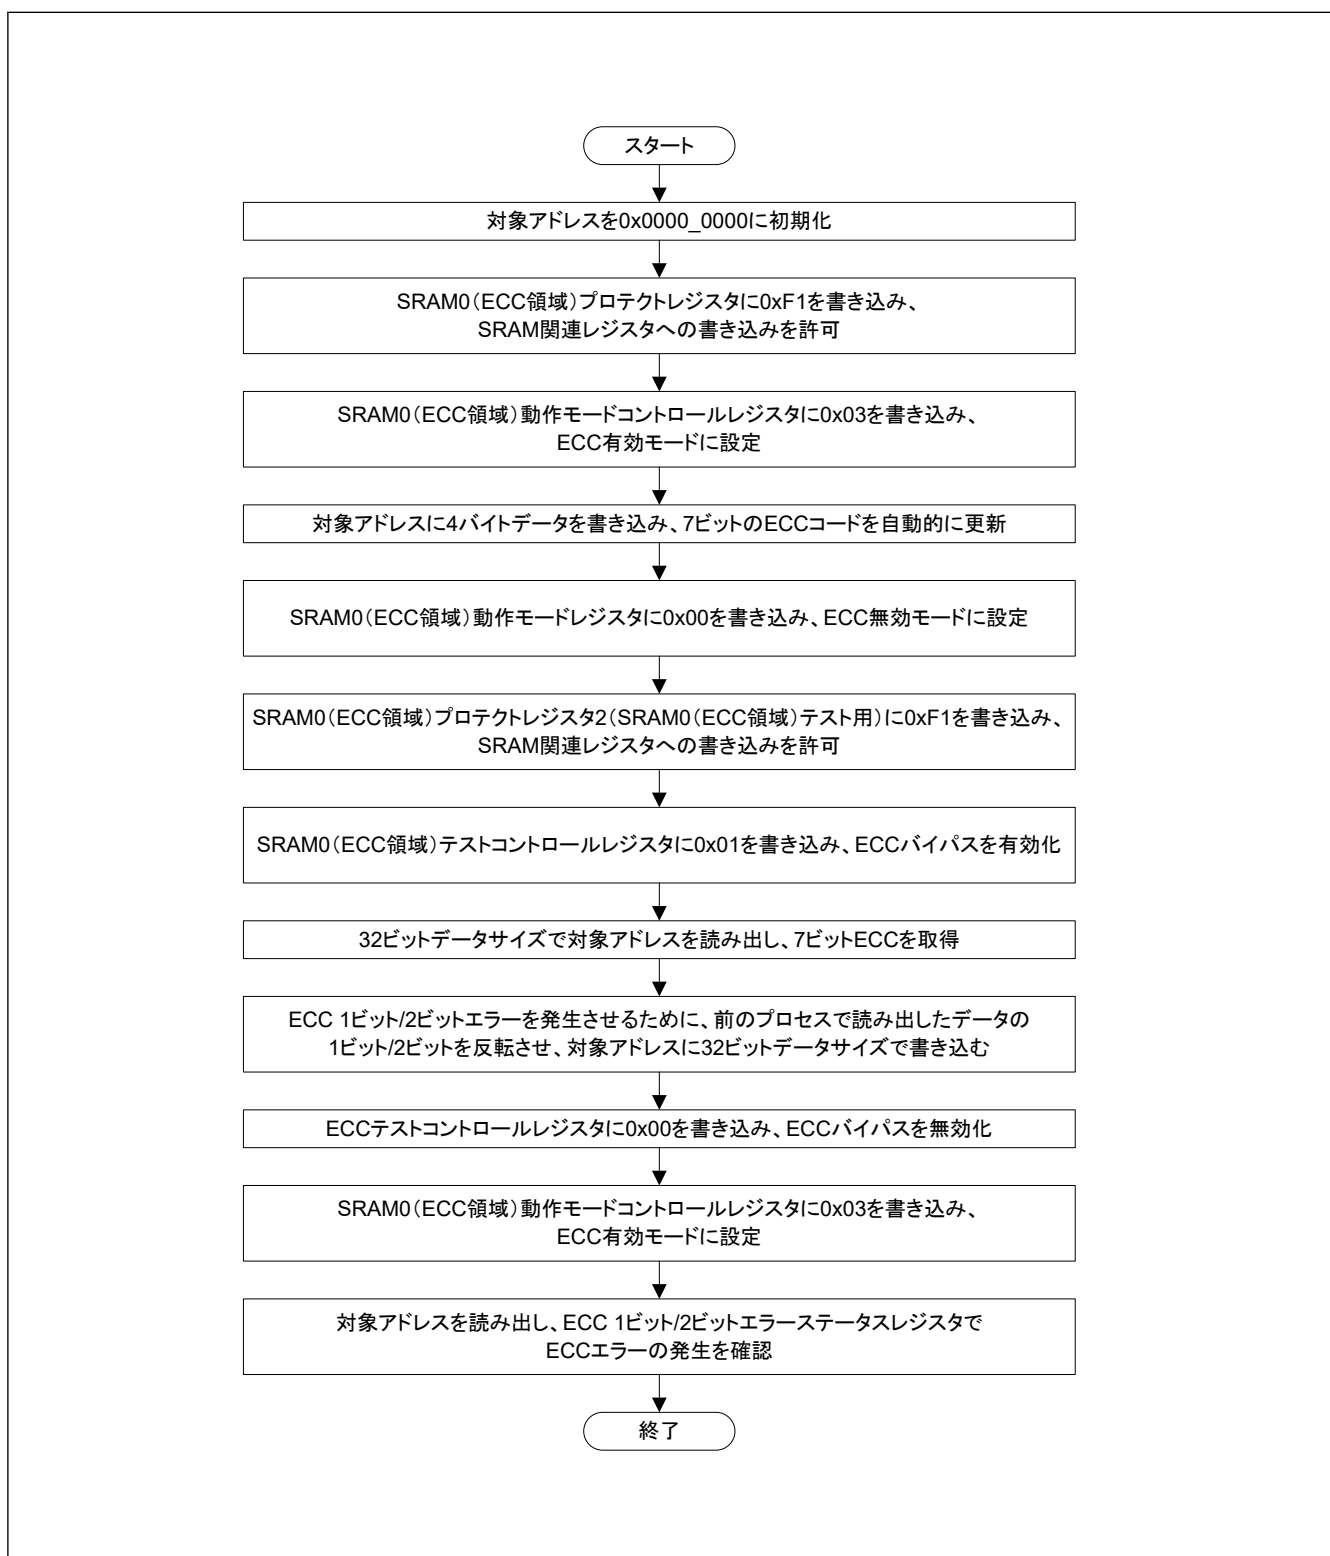 スタート
対象アドレスを0x0000_0000に初期化
SRAM0(ECC領域)プロテクトレジスタに0xF1を書き込み、
SRAM関連レジスタへの書き込みを許可
SRAM0(ECC領域)動作モードコントロールレジスタに0x03を書き込み、
ECC有効モードに設定
対象アドレスに4バイトデータを書き込み、7ビットのECCコードを自動的に更新
SRAM0(ECC領域)動作モードレジスタに0x00を書き込み、ECC無効モードに設定
SRAM0(ECC領域)プロテクトレジスタ2(SRAM0(ECC領域)テスト用)に0xF1を書き込み、
SRAM関連レジスタへの書き込みを許可
SRAM0(ECC領域)テストコントロールレジスタに0x01を書き込み、ECCバイパスを有効化
32ビットデータサイズで対象アドレスを読み出し、7ビットECCを取得
ECC 1ビット/2ビットエラーを発生させるために、前のプロセスで読み出したデータの
1ビット/2ビットを反転させ、対象アドレスに32ビットデータサイズで書き込む
ECCテストコントロールレジスタに0x00を書き込み、ECCバイパスを無効化
SRAM0(ECC領域)動作モードコントロールレジスタに0x03を書き込み、
ECC有効モードに設定
対象アドレスを読み出し、ECC 1ビット/2ビットエラーステータスレジスタで
ECCエラーの発生を確認
終了